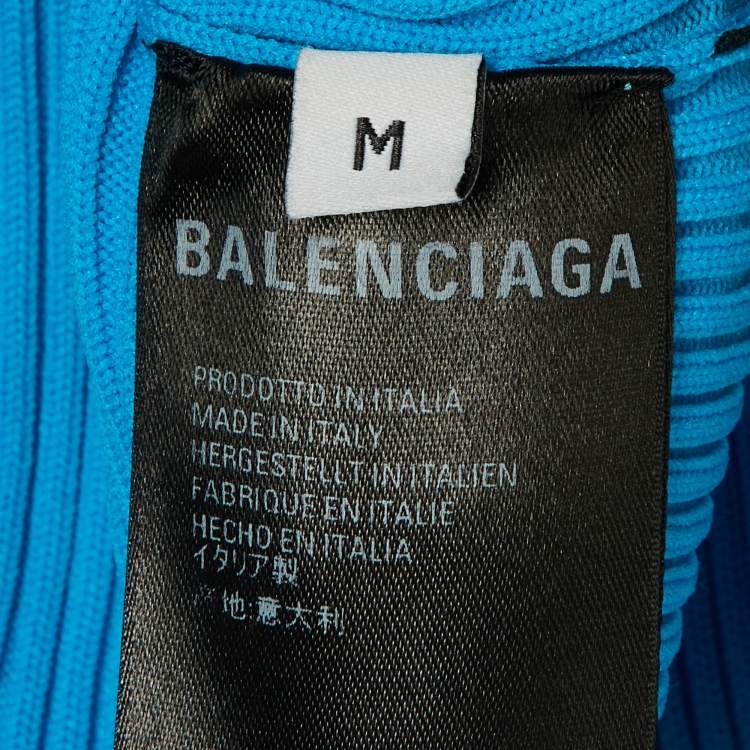 M
BALENCIAGA
PRODOTTO IN ITALIA
MADE IN ITALY
HERGESTELLT IN ITALIEN
FABRIQUE EN ITALIE
HECHO EN ITALIA
イタリア製
产地:意大利